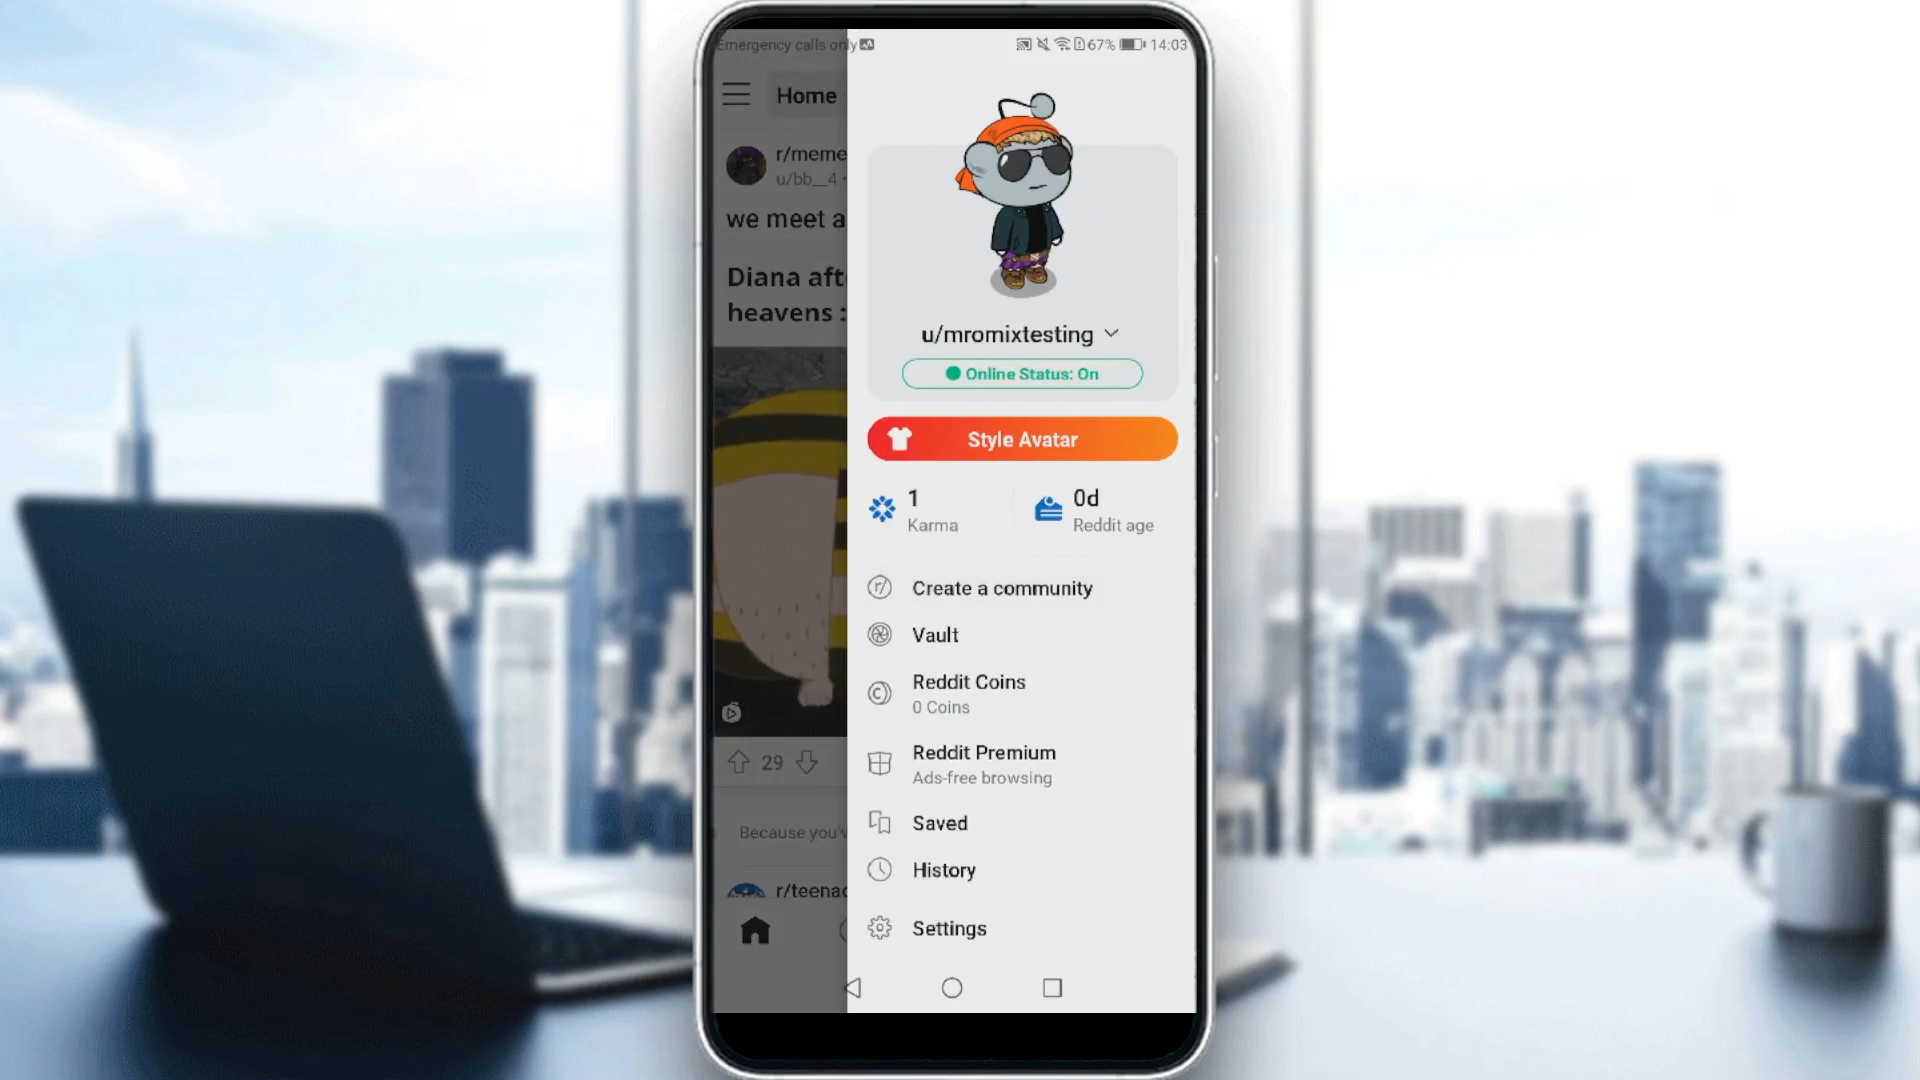 Emergency calls only
67% 14:03
Home
r/meme
u/bb__4
we meet a
Diana aft
heavens :
29
Because you'v
r/teenac
u/mromixtesting
Online Status: On
Style Avatar
1
Karma
0d
Reddit age
Create a community
Vault
Reddit Coins
0 Coins
Reddit Premium
Ads-free browsing
Saved
History
Settings